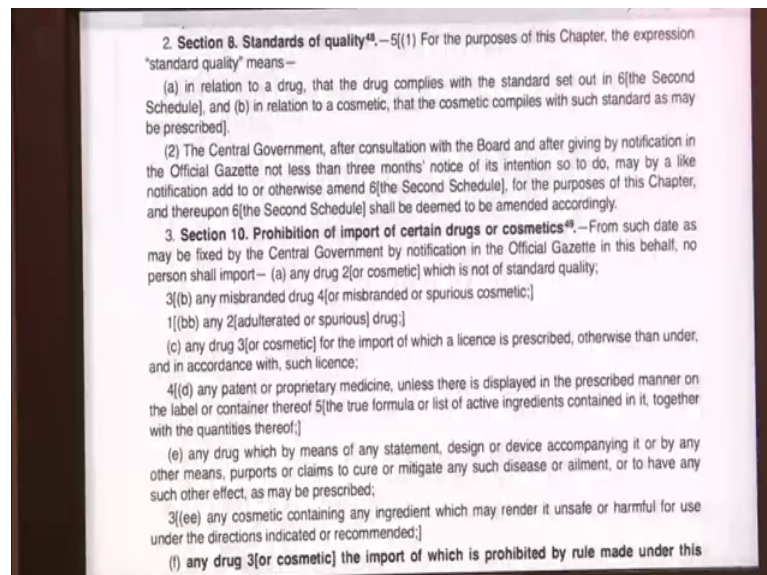 2. Section 8. Standards of quality⁴⁸.—5[(1) For the purposes of this Chapter, the expression
"standard quality" means—
(a) in relation to a drug, that the drug complies with the standard set out in 6[the Second
Schedule], and (b) in relation to a cosmetic, that the cosmetic compiles with such standard as may
be prescribed].
(2) The Central Government, after consultation with the Board and after giving by notification in
the Official Gazette not less than three months' notice of its intention so to do, may by a like
notification add to or otherwise amend 6[the Second Schedule], for the purposes of this Chapter,
and thereupon 6[the Second Schedule] shall be deemed to be amended accordingly.
3. Section 10. Prohibition of import of certain drugs or cosmetics⁴⁹.—From such date as
may be fixed by the Central Government by notification in the Official Gazette in this behalf, no
person shall import— (a) any drug 2[or cosmetic] which is not of standard quality;
3[(b) any misbranded drug 4[or misbranded or spurious cosmetic;]
1[(bb) any 2[adulterated or spurious] drug;]
(c) any drug 3[or cosmetic] for the import of which a licence is prescribed, otherwise than under,
and in accordance with, such licence;
4[(d) any patent or proprietary medicine, unless there is displayed in the prescribed manner on
the label or container thereof 5[the true formula or list of active ingredients contained in it, together
with the quantities thereof;]
(e) any drug which by means of any statement, design or device accompanying it or by any
other means, purports or claims to cure or mitigate any such disease or ailment, or to have any
such other effect, as may be prescribed;
3[(ee) any cosmetic containing any ingredient which may render it unsafe or harmful for use
under the directions indicated or recommended;]
(f) any drug 3[or cosmetic] the import of which is prohibited by rule made under this